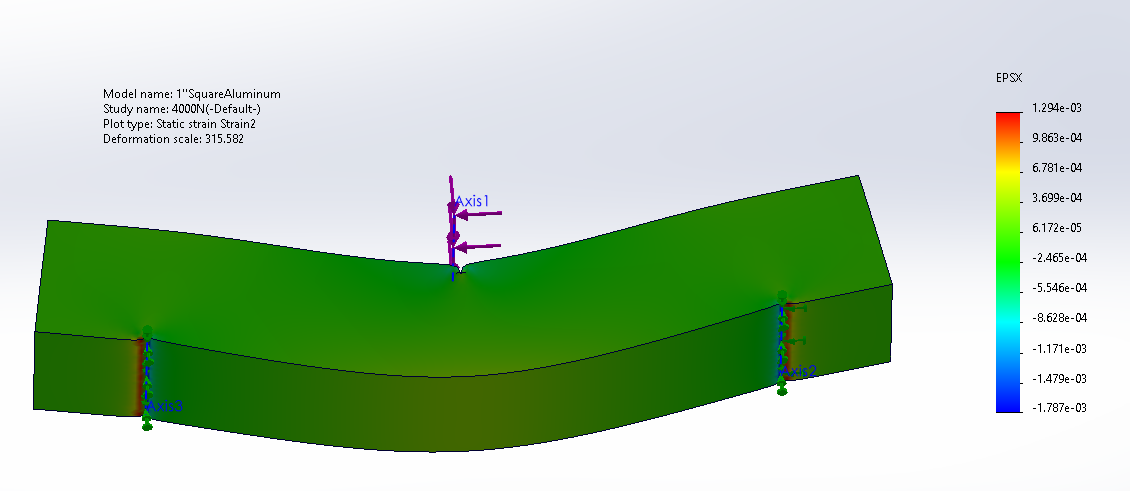 Model name: 1"SquareAluminum
Study name: 4000N(-Default-)
Plot type: Static strain Strain2
Deformation scale: 315.582
EPSX
1.294e-03
9.863e-04
6.781e-04
3.699e-04
6.172e-05
-2.465e-04
-5.546e-04
-8.628e-04
-1.171e-03
-1.479e-03
-1.787e-03
Axis1
Axis2
Axis3